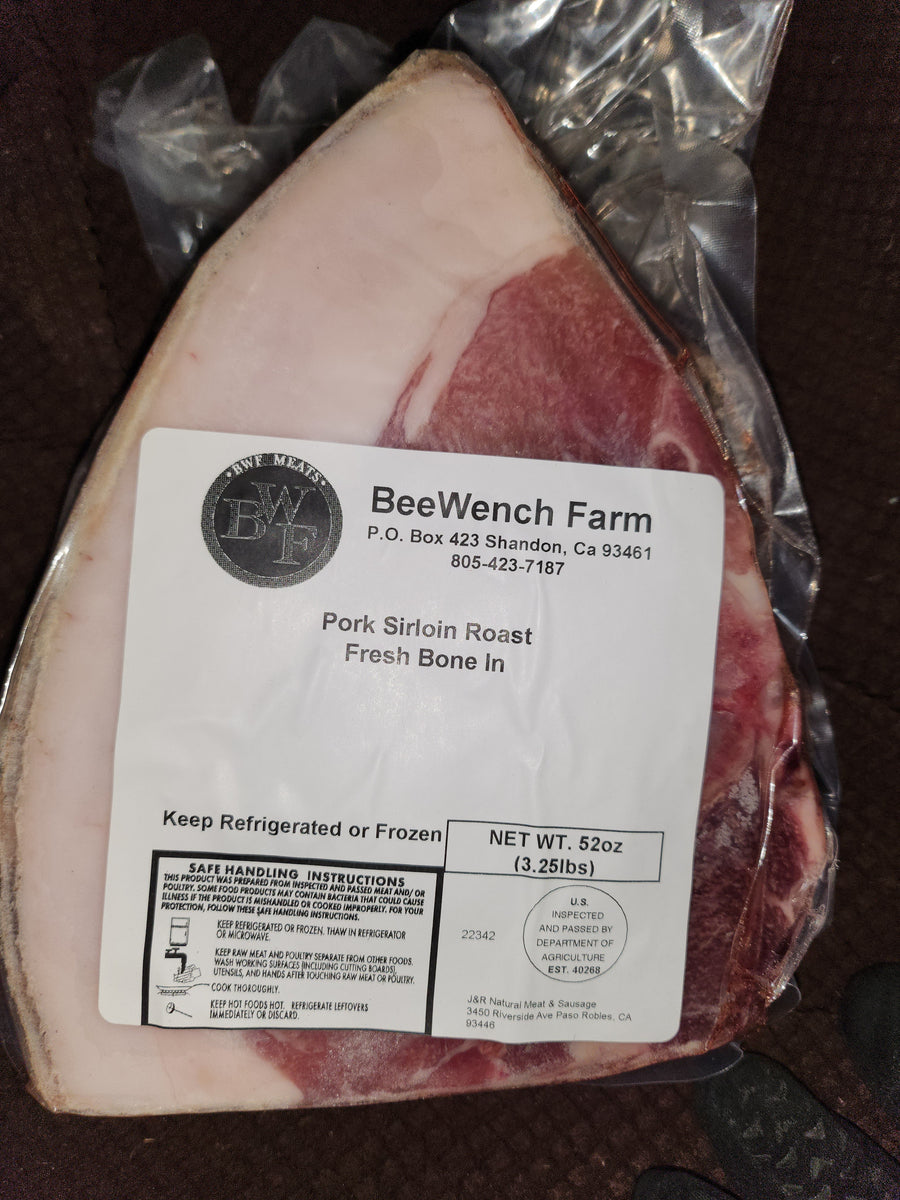 •BWF MEATS•
BWF
BeeWench Farm
P.O. Box 423 Shandon, Ca 93461
805-423-7187
Pork Sirloin Roast
Fresh Bone In
Keep Refrigerated or Frozen
NET WT. 52oz
(3.25lbs)
SAFE HANDLING INSTRUCTIONS
THIS PRODUCT WAS PREPARED FROM INSPECTED AND PASSED MEAT AND/OR
POULTRY. SOME FOOD PRODUCTS MAY CONTAIN BACTERIA THAT COULD CAUSE
ILLNESS IF THE PRODUCT IS MISHANDLED OR COOKED IMPROPERLY. FOR YOUR
PROTECTION, FOLLOW THESE SAFE HANDLING INSTRUCTIONS.
KEEP REFRIGERATED OR FROZEN. THAW IN REFRIGERATOR
OR MICROWAVE.
KEEP RAW MEAT AND POULTRY SEPARATE FROM OTHER FOODS.
WASH WORKING SURFACES (INCLUDING CUTTING BOARDS),
UTENSILS, AND HANDS AFTER TOUCHING RAW MEAT OR POULTRY.
COOK THOROUGHLY.
KEEP HOT FOODS HOT. REFRIGERATE LEFTOVERS
IMMEDIATELY OR DISCARD.
22342
U.S.
INSPECTED
AND PASSED BY
DEPARTMENT OF
AGRICULTURE
EST. 40268
J&R Natural Meat & Sausage
3450 Riverside Ave Paso Robles, CA
93446